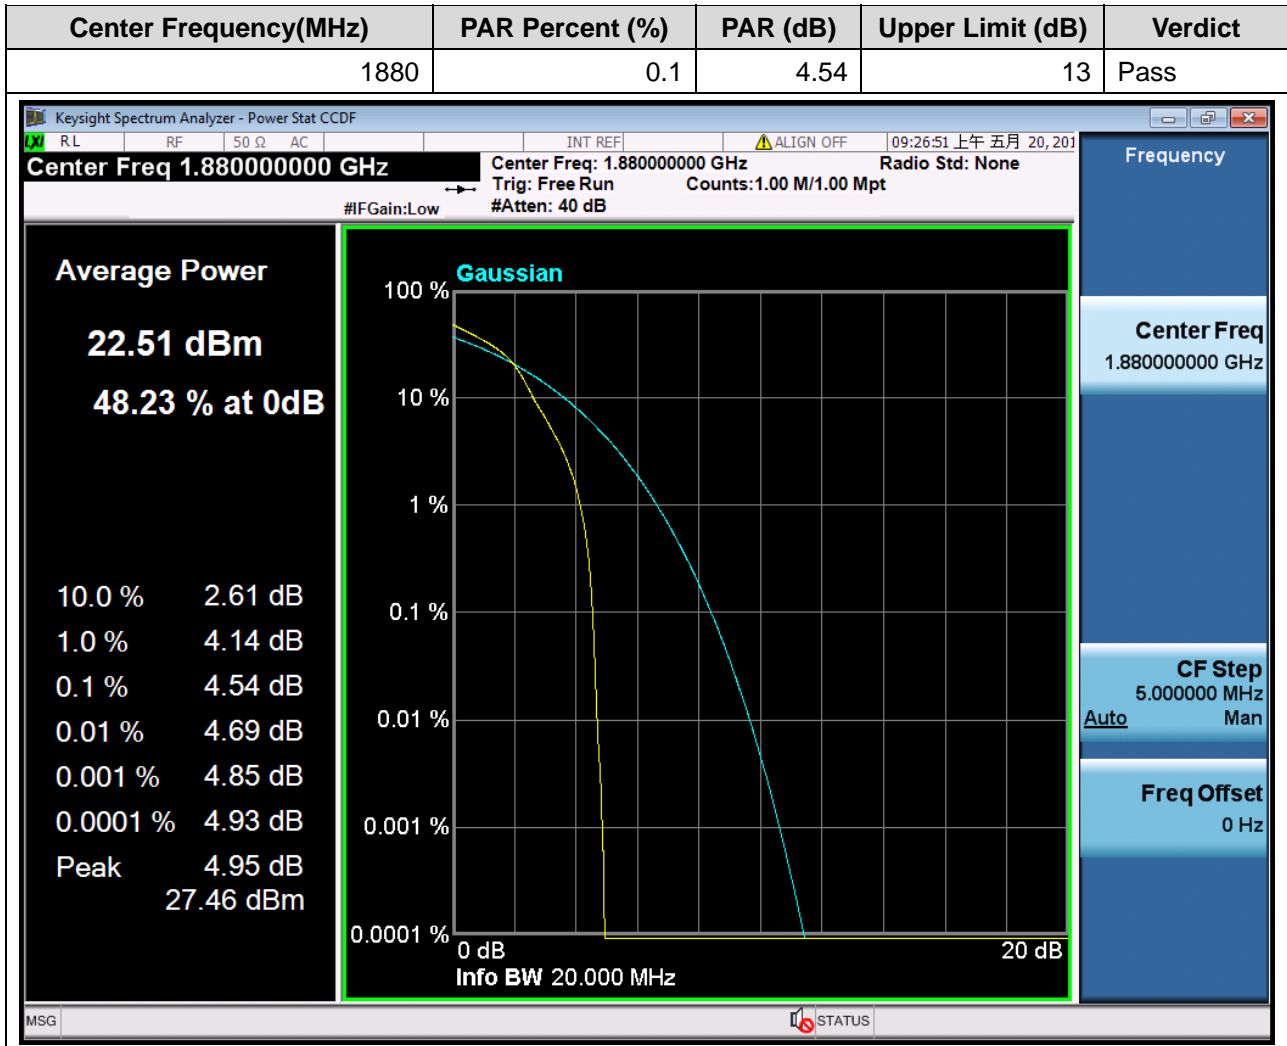 Center Frequency(MHz) PAR Percent (%) PAR (dB) Upper Limit (dB) Verdict
1880 0.1 4.54 13 Pass
Keysight Spectrum Analyzer - Power Stat CCDF
LXI RL RF 50 Ω AC INT REF ALIGN OFF 09:26:51 上午 五月 20, 201
Center Freq 1.880000000 GHz
#IFGain:Low
Center Freq: 1.880000000 GHz Radio Std: None
Trig: Free Run Counts:1.00 M/1.00 Mpt
#Atten: 40 dB
Average Power
22.51 dBm
48.23 % at 0dB
10.0 % 2.61 dB
1.0 % 4.14 dB
0.1 % 4.54 dB
0.01 % 4.69 dB
0.001 % 4.85 dB
0.0001 % 4.93 dB
Peak 4.95 dB
27.46 dBm
Gaussian
100 %
10 %
1 %
0.1 %
0.01 %
0.001 %
0.0001 %
0 dB 20 dB
Info BW 20.000 MHz
Frequency
Center Freq
1.880000000 GHz
CF Step
5.000000 MHz
Auto Man
Freq Offset
0 Hz
MSG STATUS